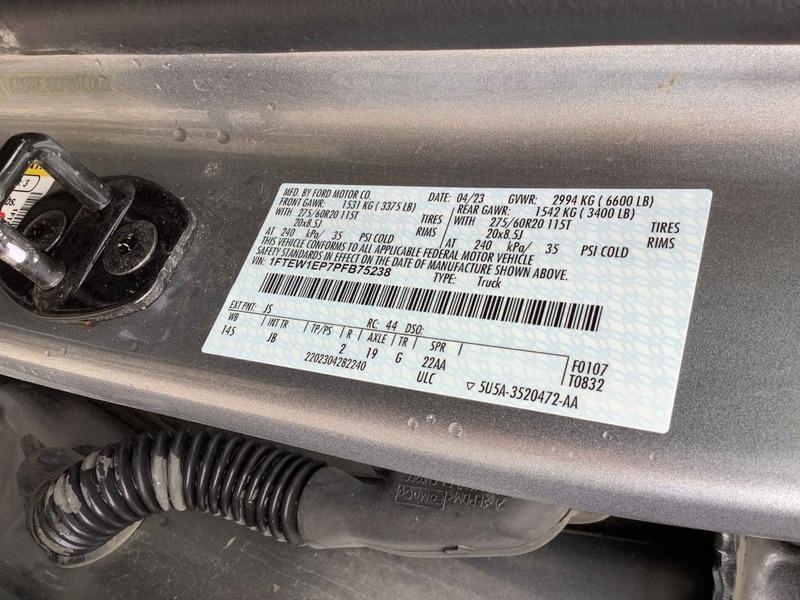 MFD. BY FORD MOTOR CO. 04/23 GVWR: 2994 KG ( 6600 LB)
FRONT GAWR: 1531 KG ( 3375 LB) REAR GAWR: 1542 KG ( 3400 LB)
WITH 275/60R20 115T TIRES WITH 275/60R20 115T TIRES
20x8.5J RIMS 20x8.5J RIMS
AT 240 kPa/ 35 PSI COLD AT 240 kPa/ 35 PSI COLD
THIS VEHICLE CONFORMS TO ALL APPLICABLE FEDERAL MOTOR VEHICLE
SAFETY STANDARDS IN EFFECT ON THE DATE OF MANUFACTURE SHOWN ABOVE.
VIN: 1FTEW1EP7PFB75238 TYPE: Truck
EXT PNT: JS RC: 44 DSO:
WB INT TR TP/PS R AXLE TR SPR
145 JB 2 19 G 22AA
2202304282240 ULC
F0107
T0832
5U5A-3520472-AA
FoMoCo